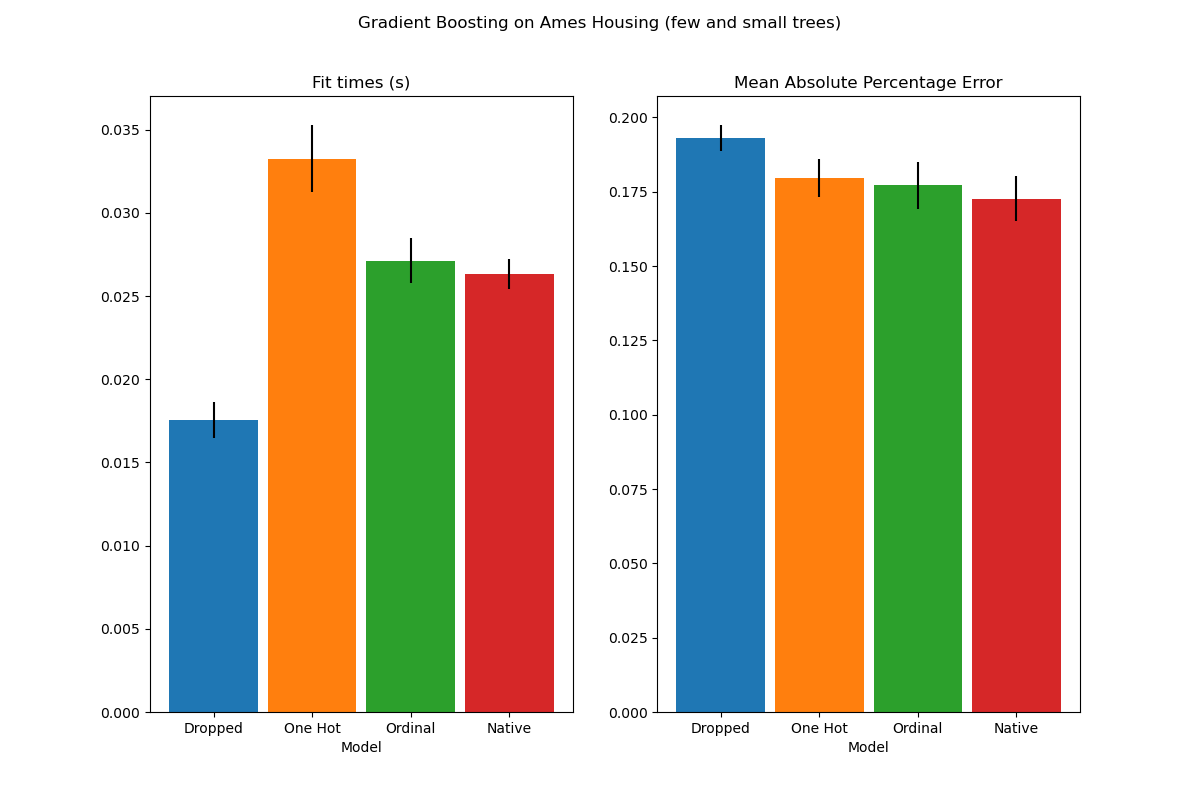 Gradient Boosting on Ames Housing (few and small trees)
Fit times (s)
0.035
0.030
0.025
0.020
0.015
0.010
0.005
0.000
Dropped One Hot Ordinal Native
Model
Mean Absolute Percentage Error
0.200
0.175
0.150
0.125
0.100
0.075
0.050
0.025
0.000
Dropped One Hot Ordinal Native
Model